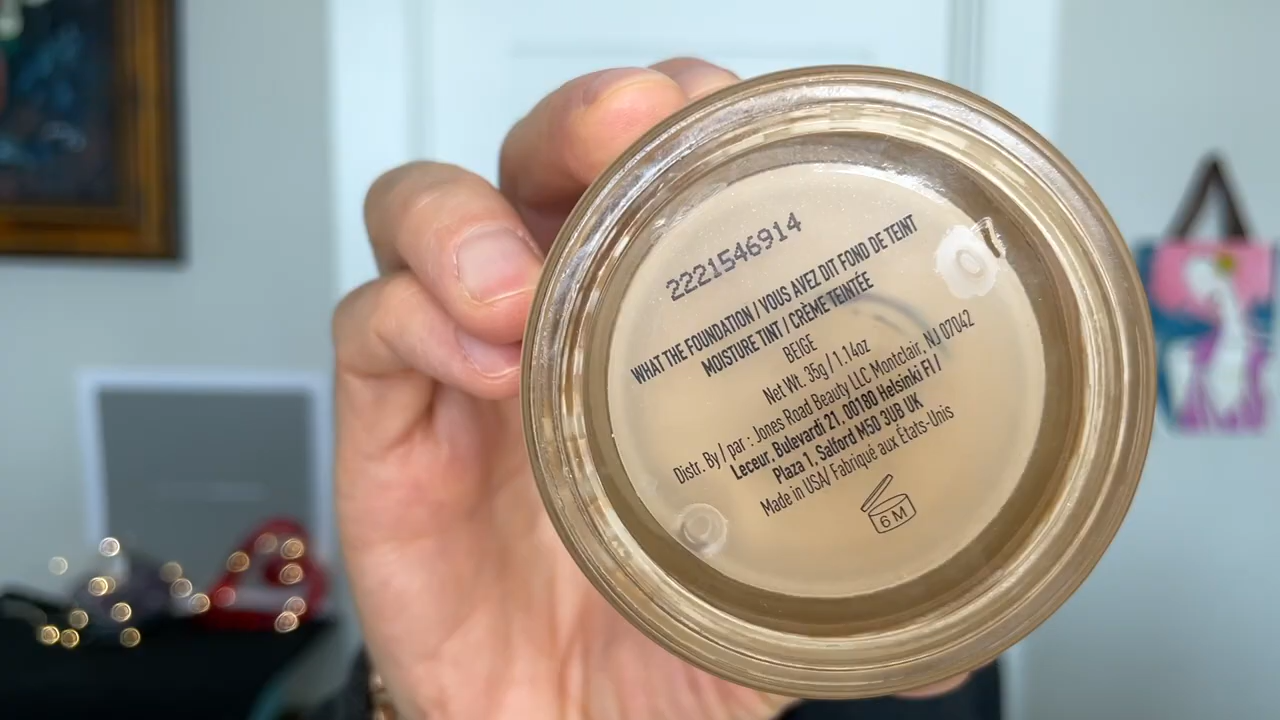 2221546914
WHAT THE FOUNDATION / VOUS AVEZ DIT FOND DE TEINT
MOISTURE TINT / CRÈME TEINTÉE
BEIGE
Net Wt. 35g / 1.14oz
Distr. By / par : Jones Road Beauty LLC Montclair, NJ 07042
Leceur, Bulevardi 21, 00180 Helsinki FI /
Plaza 1, Salford M50 3UB UK
Made in USA/ Fabriqué aux États-Unis
6 M